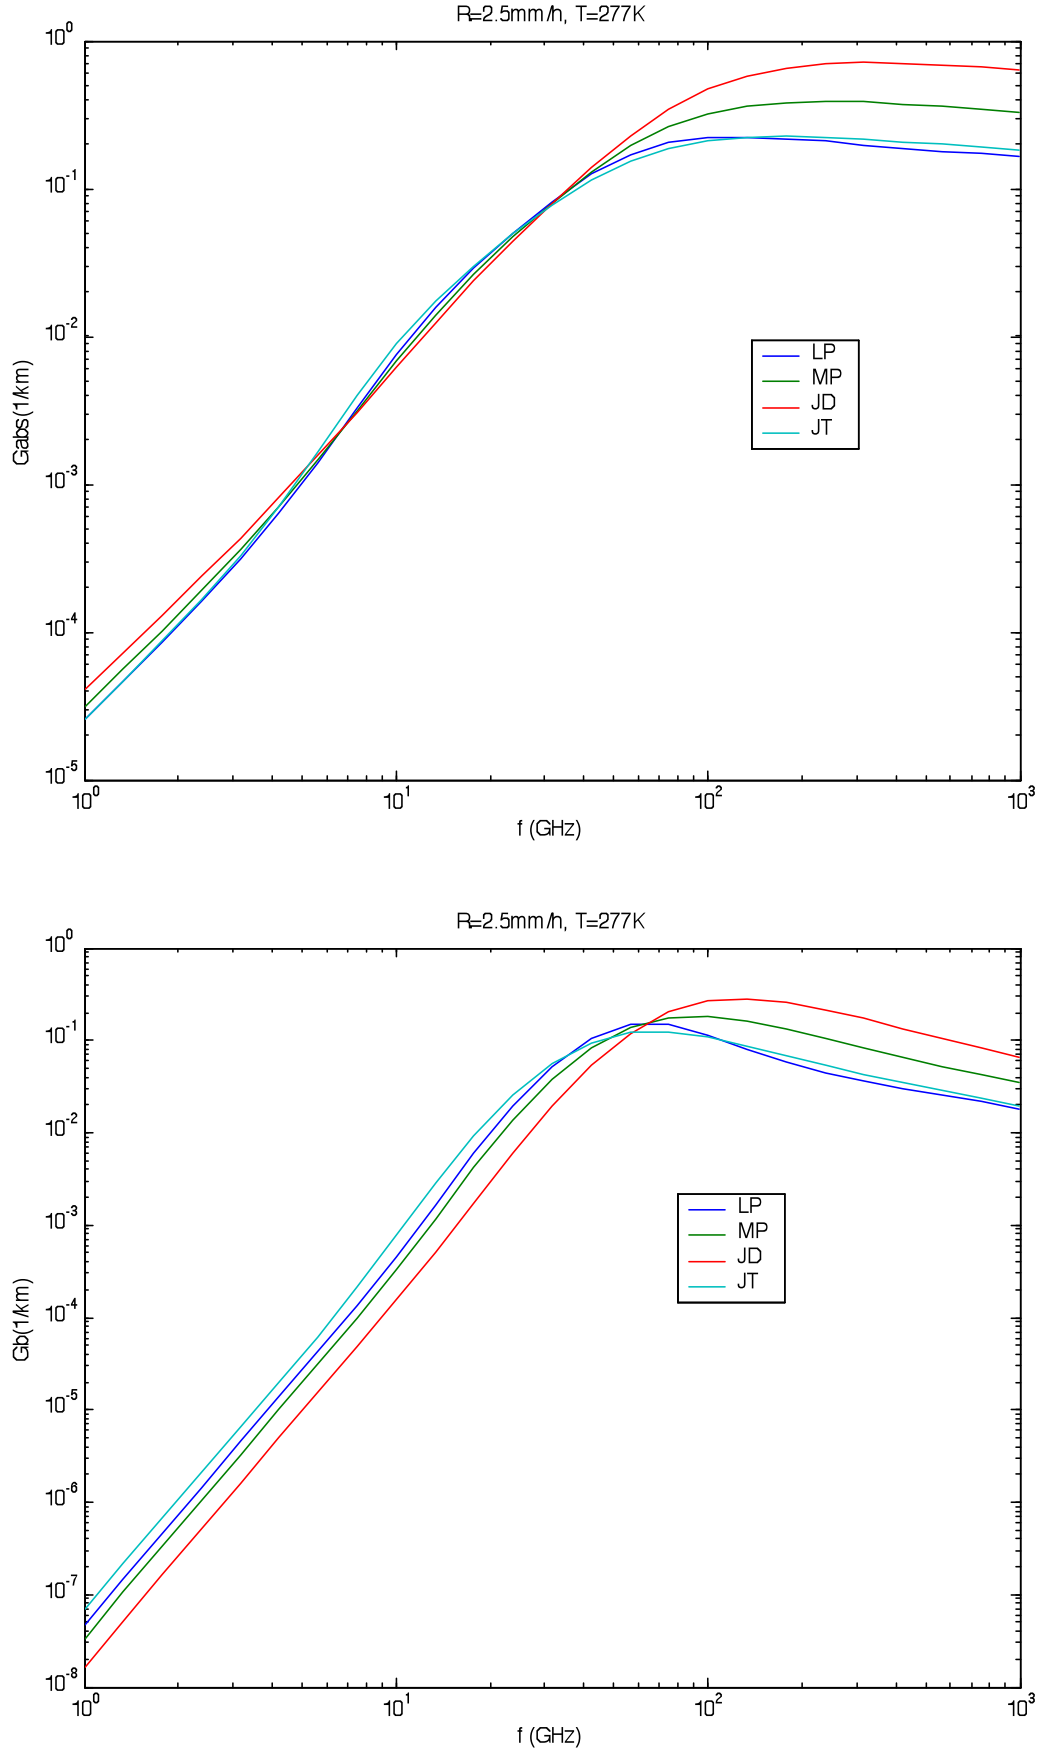 R=2.5mm/h, T=277K
10^0
10^-1
10^-2
10^-3
10^-4
10^-5
Gabs(1/km)
LP
MP
JD
JT
10^0 10^1 10^2 10^3
f (GHz)
R=2.5mm/h, T=277K
10^0
10^-1
10^-2
10^-3
10^-4
10^-5
10^-6
10^-7
10^-8
Gb(1/km)
LP
MP
JD
JT
10^0 10^1 10^2 10^3
f (GHz)